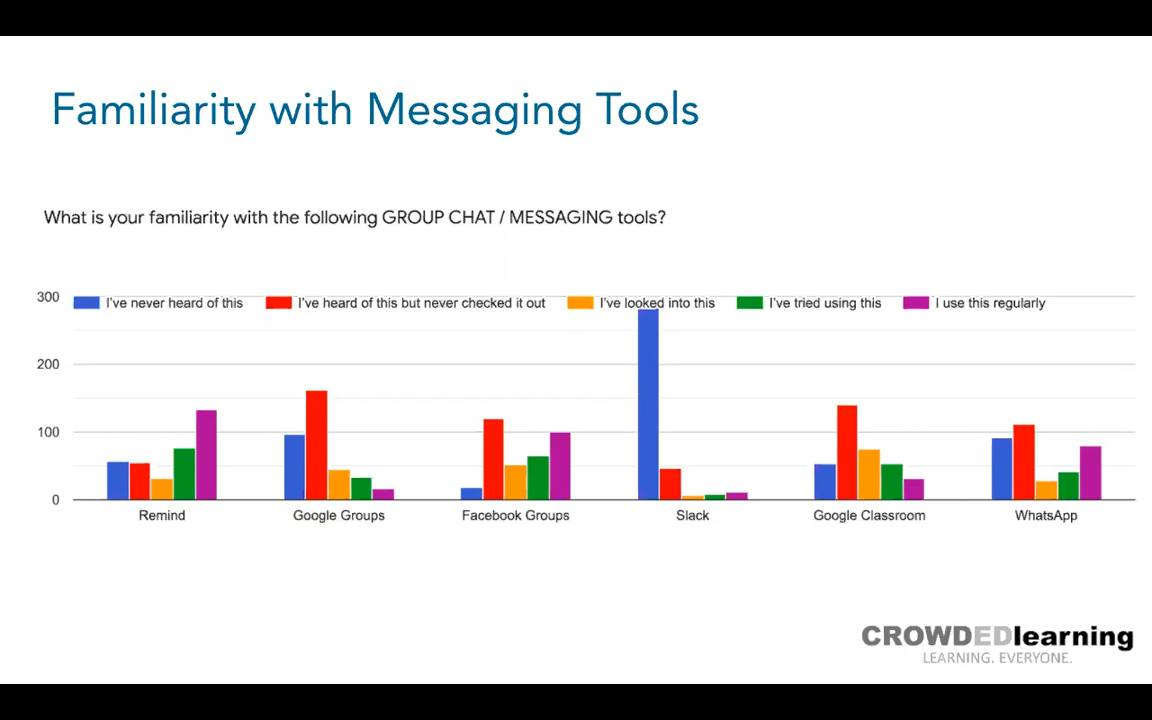 Familiarity with Messaging Tools
What is your familiarity with the following GROUP CHAT / MESSAGING tools?
300
I've never heard of this
I've heard of this but never checked it out
I've looked into this
I've tried using this
I use this regularly
200
100
0
Remind
Google Groups
Facebook Groups
Slack
Google Classroom
WhatsApp
CROWDEDlearning
LEARNING. EVERYONE.